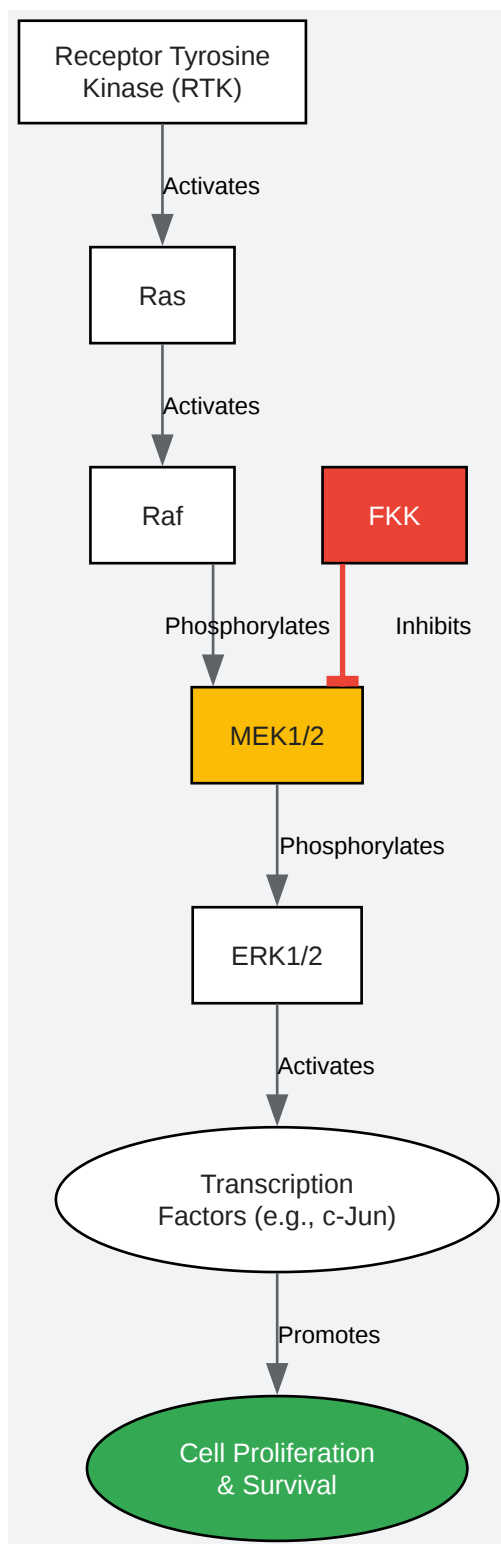 Receptor Tyrosine
Kinase (RTK)
Activates
Ras
Activates
Raf
FKK
Phosphorylates
Inhibits
MEK1/2
Phosphorylates
ERK1/2
Activates
Transcription
Factors (e.g., c-Jun)
Promotes
Cell Proliferation
& Survival